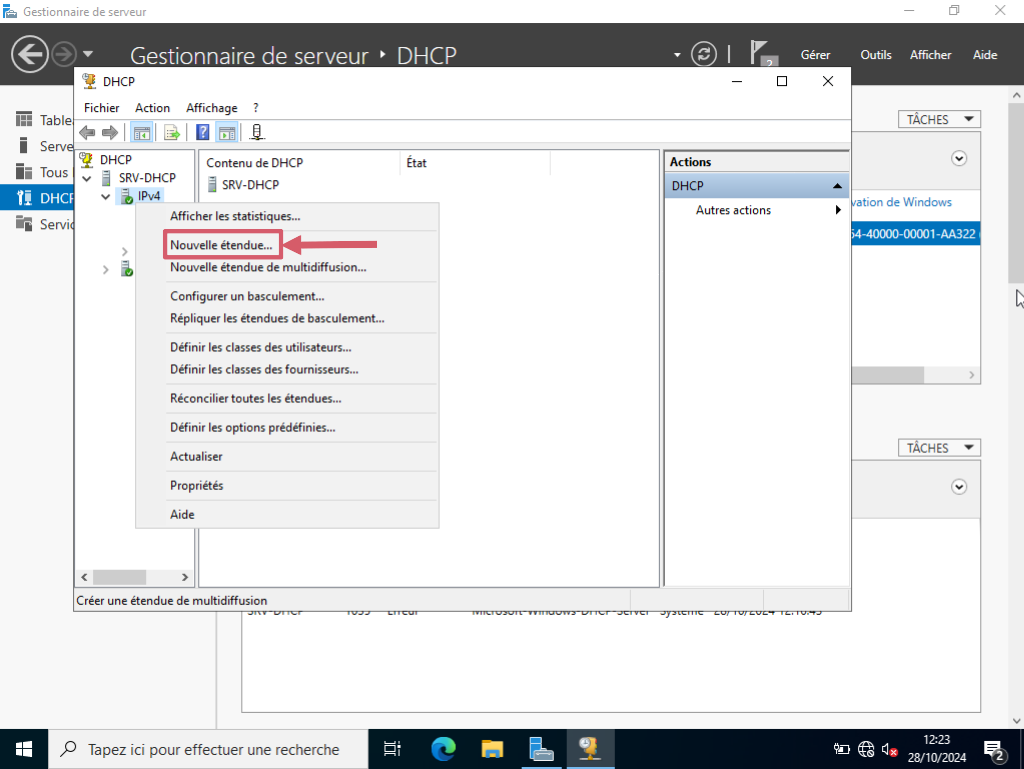 Gestionnaire de serveur
Gestionnaire de serveur ‣ DHCP
Gérer
Outils
Afficher
Aide
DHCP
Fichier
Action
Affichage
?
Table
Serve
Tous
DHCP
Servic
DHCP
SRV-DHCP
IPv4
Contenu de DHCP
État
SRV-DHCP
Actions
DHCP
Autres actions
TÂCHES
vation de Windows
54-40000-00001-AA322
Afficher les statistiques...
Nouvelle étendue...
Nouvelle étendue de multidiffusion...
Configurer un basculement...
Répliquer les étendues de basculement...
Définir les classes des utilisateurs...
Définir les classes des fournisseurs...
Réconcilier toutes les étendues...
Définir les options prédéfinies...
Actualiser
Propriétés
Aide
TÂCHES
Créer une étendue de multidiffusion
SRV-DHCP Erreur Microsoft-Windows-DHCP-Server Système 28/10/2024
Tapez ici pour effectuer une recherche
12:23
28/10/2024
2